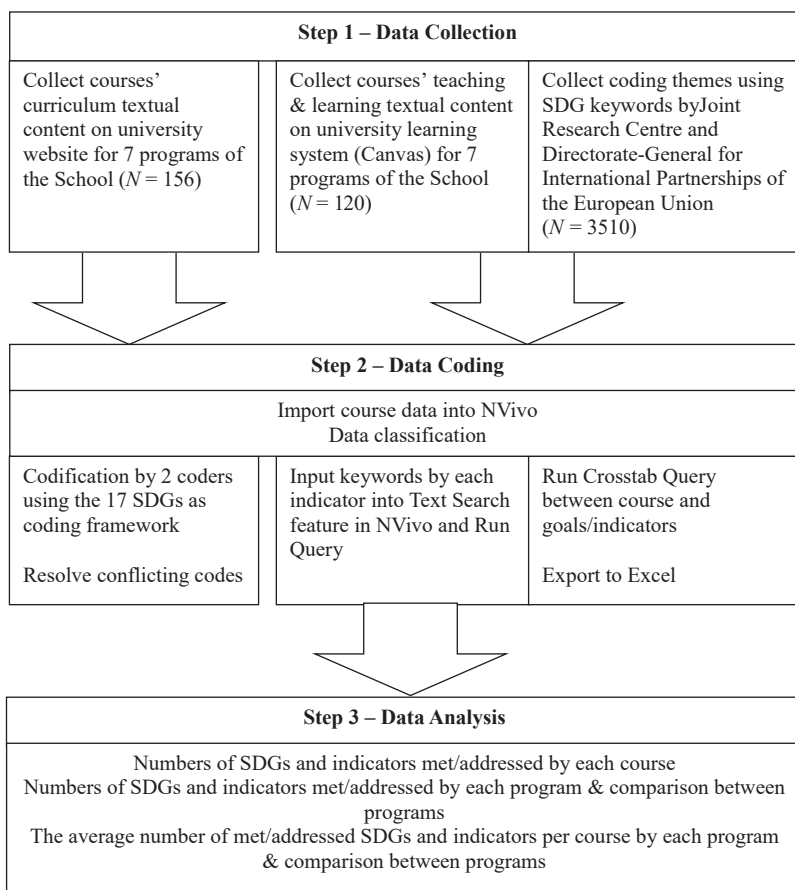 Step 1 – Data Collection
Collect courses’
curriculum textual
content on university
website for 7 programs of
the School (N = 156)
Collect courses’ teaching
& learning textual content
on university learning
system (Canvas) for 7
programs of the School
(N = 120)
Collect coding themes using
SDG keywords byJoint
Research Centre and
Directorate-General for
International Partnerships of
the European Union
(N = 3510)
Step 2 – Data Coding
Import course data into NVivo
Data classification
Codification by 2 coders
using the 17 SDGs as
coding framework
Resolve conflicting codes
Input keywords by each
indicator into Text Search
feature in NVivo and Run
Query
Run Crosstab Query
between course and
goals/indicators
Export to Excel
Step 3 – Data Analysis
Numbers of SDGs and indicators met/addressed by each course
Numbers of SDGs and indicators met/addressed by each program & comparison between
programs
The average number of met/addressed SDGs and indicators per course by each program
& comparison between programs